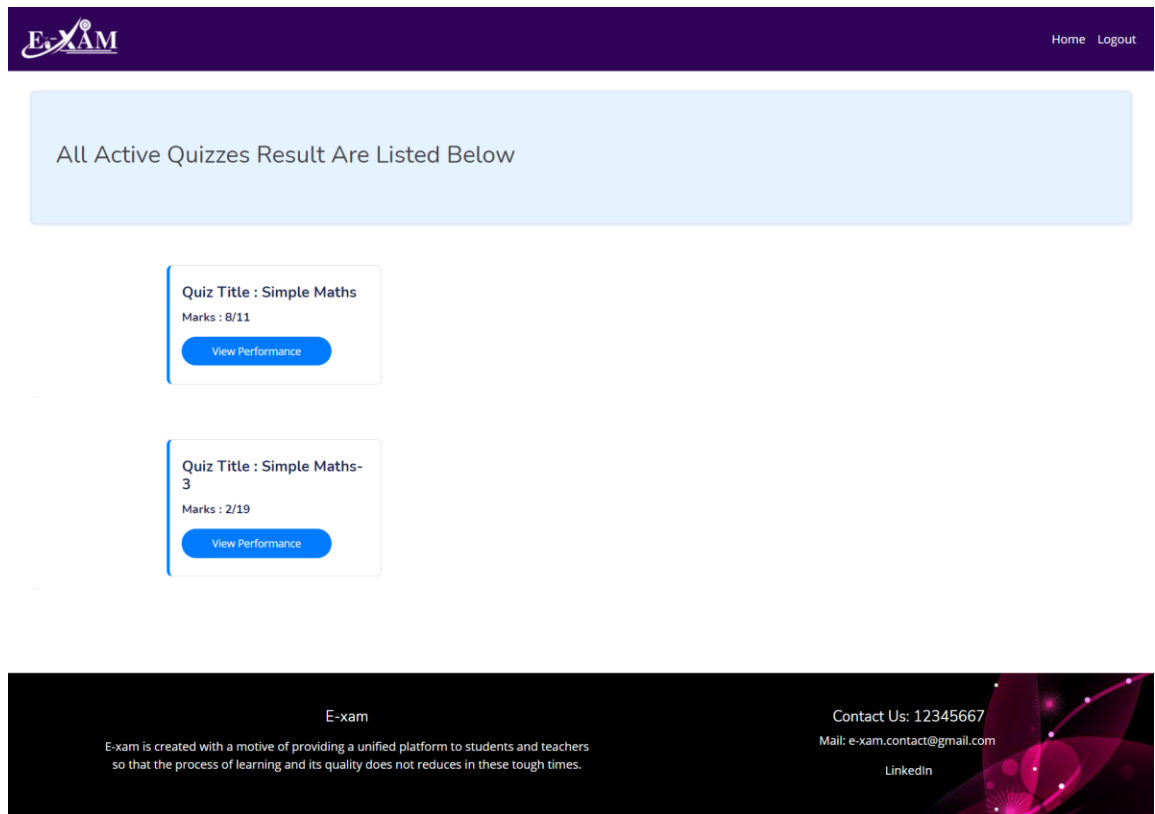 E-XAM
Home Logout
All Active Quizzes Result Are Listed Below
Quiz Title : Simple Maths
Marks : 8/11
View Performance
Quiz Title : Simple Maths-
3
Marks : 2/19
View Performance
E-xam
E-xam is created with a motive of providing a unified platform to students and teachers
so that the process of learning and its quality does not reduces in these tough times.
Contact Us: 12345667
Mail: e-xam.contact@gmail.com
LinkedIn